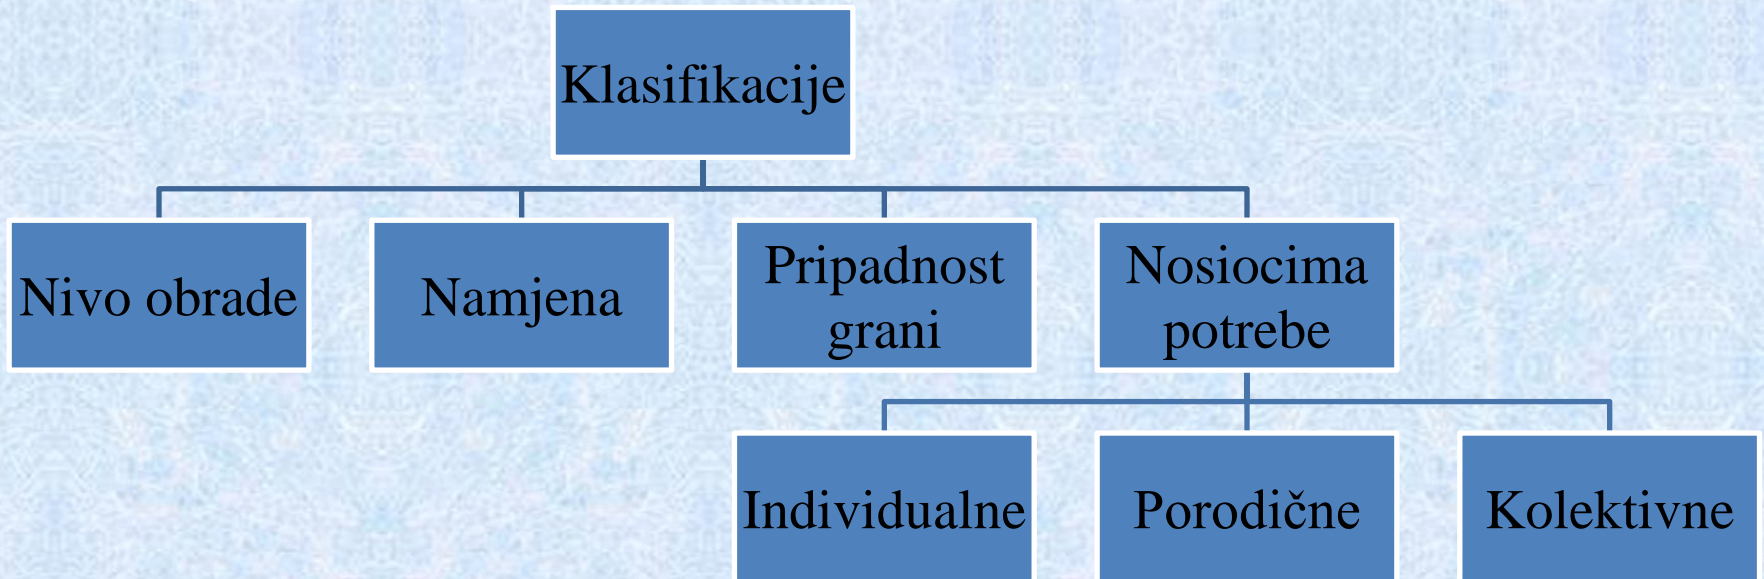 Klasifikacije
Nivo obrade
Namjena
Pripadnost
grani
Nosiocima
potrebe
Individualne
Porodične
Kolektivne